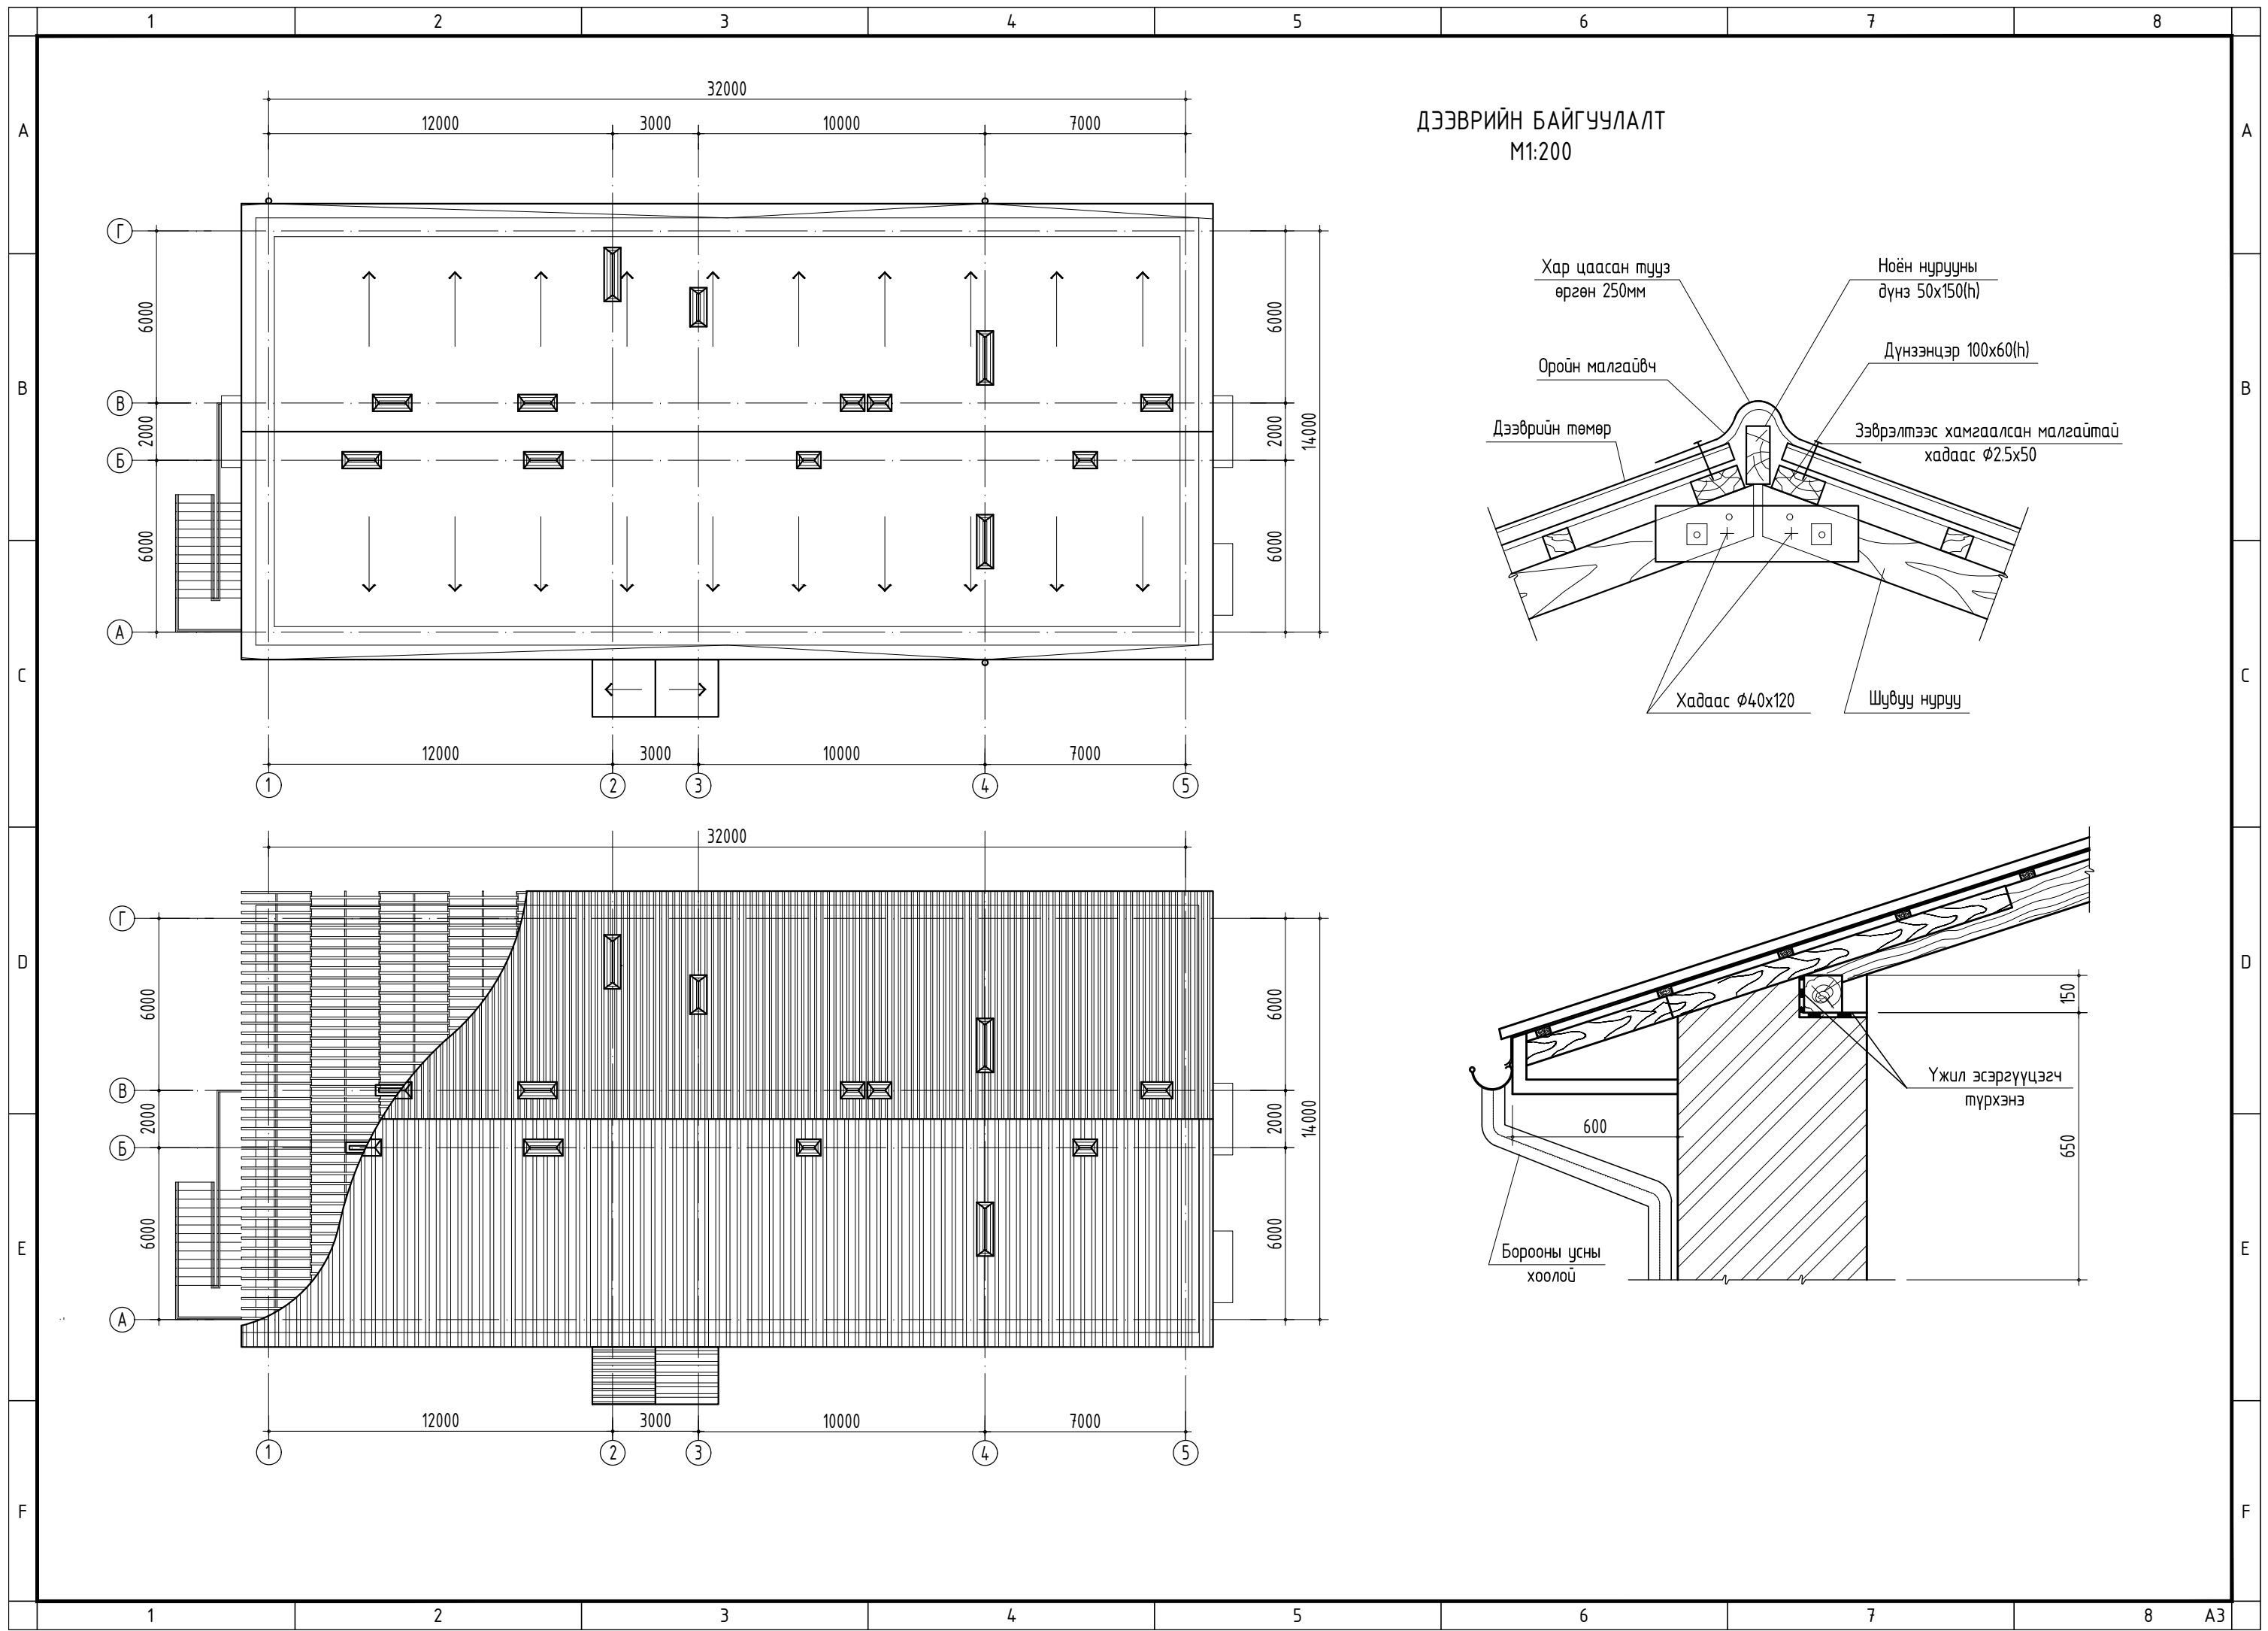 1 2 3 4 5 6 7 8
A
B
C
D
E
F
A
B
C
D
E
F
32000
12000 3000 10000 7000
Г
В
Б
А
6000
2000
6000
6000
2000
6000
14000
12000 3000 10000 7000
1 2 3 4 5
ДЭЭВРИЙН БАЙГУУЛАЛТ
М1:200
Хар цаасан тууз
өргөн 250мм
Ноён нурууны
дүнз 50х150(h)
Дүнзэнцэр 100х60(h)
Оройн малгайвч
Дээврийн төмөр
Зэврэлтээс хамгаалсан малгайтай
хадаас Ф2.5х50
Хадаас Ф40х120
Шувуу нуруу
32000
Г
В
Б
А
6000
2000
6000
6000
2000
6000
14000
12000 3000 10000 7000
1 2 3 4 5
150
650
600
Үжил эсэргүүцэгч
түрхэнэ
Борооны усны
хоолой
1 2 3 4 5 6 7 8 A3